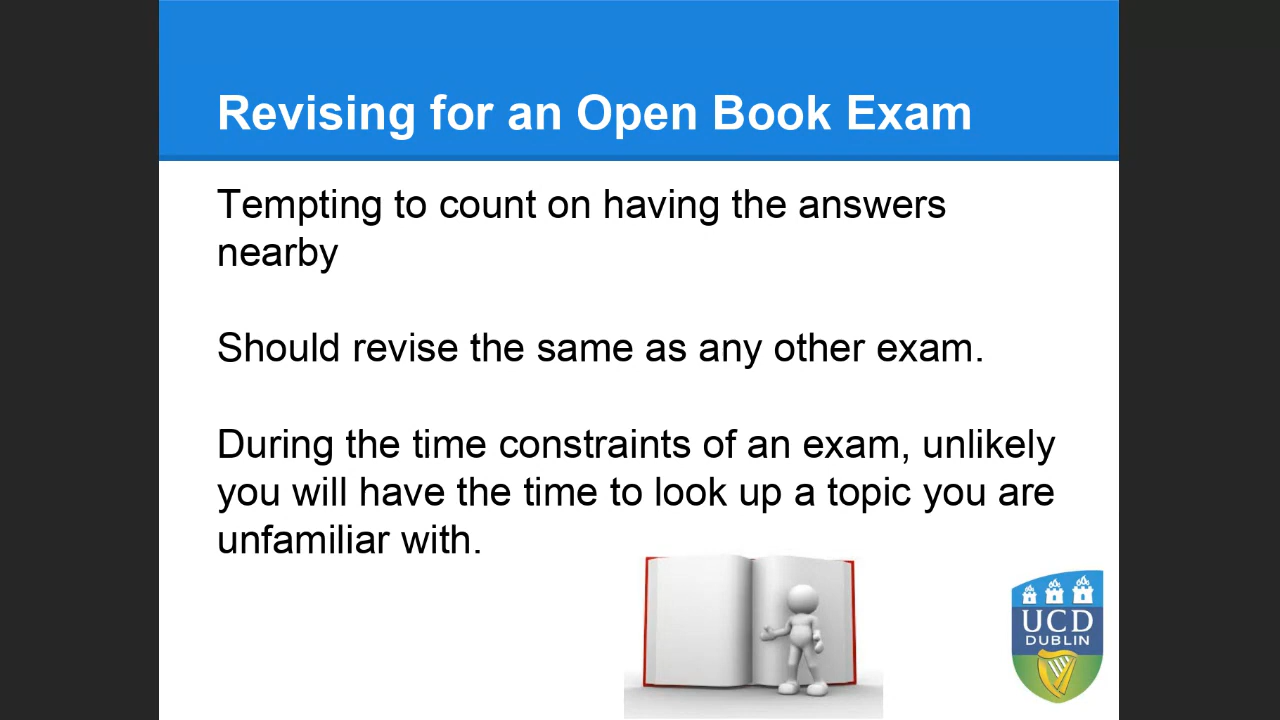 Revising for an Open Book Exam
Tempting to count on having the answers
nearby
Should revise the same as any other exam.
During the time constraints of an exam, unlikely
you will have the time to look up a topic you are
unfamiliar with.
UCD
DUBLIN